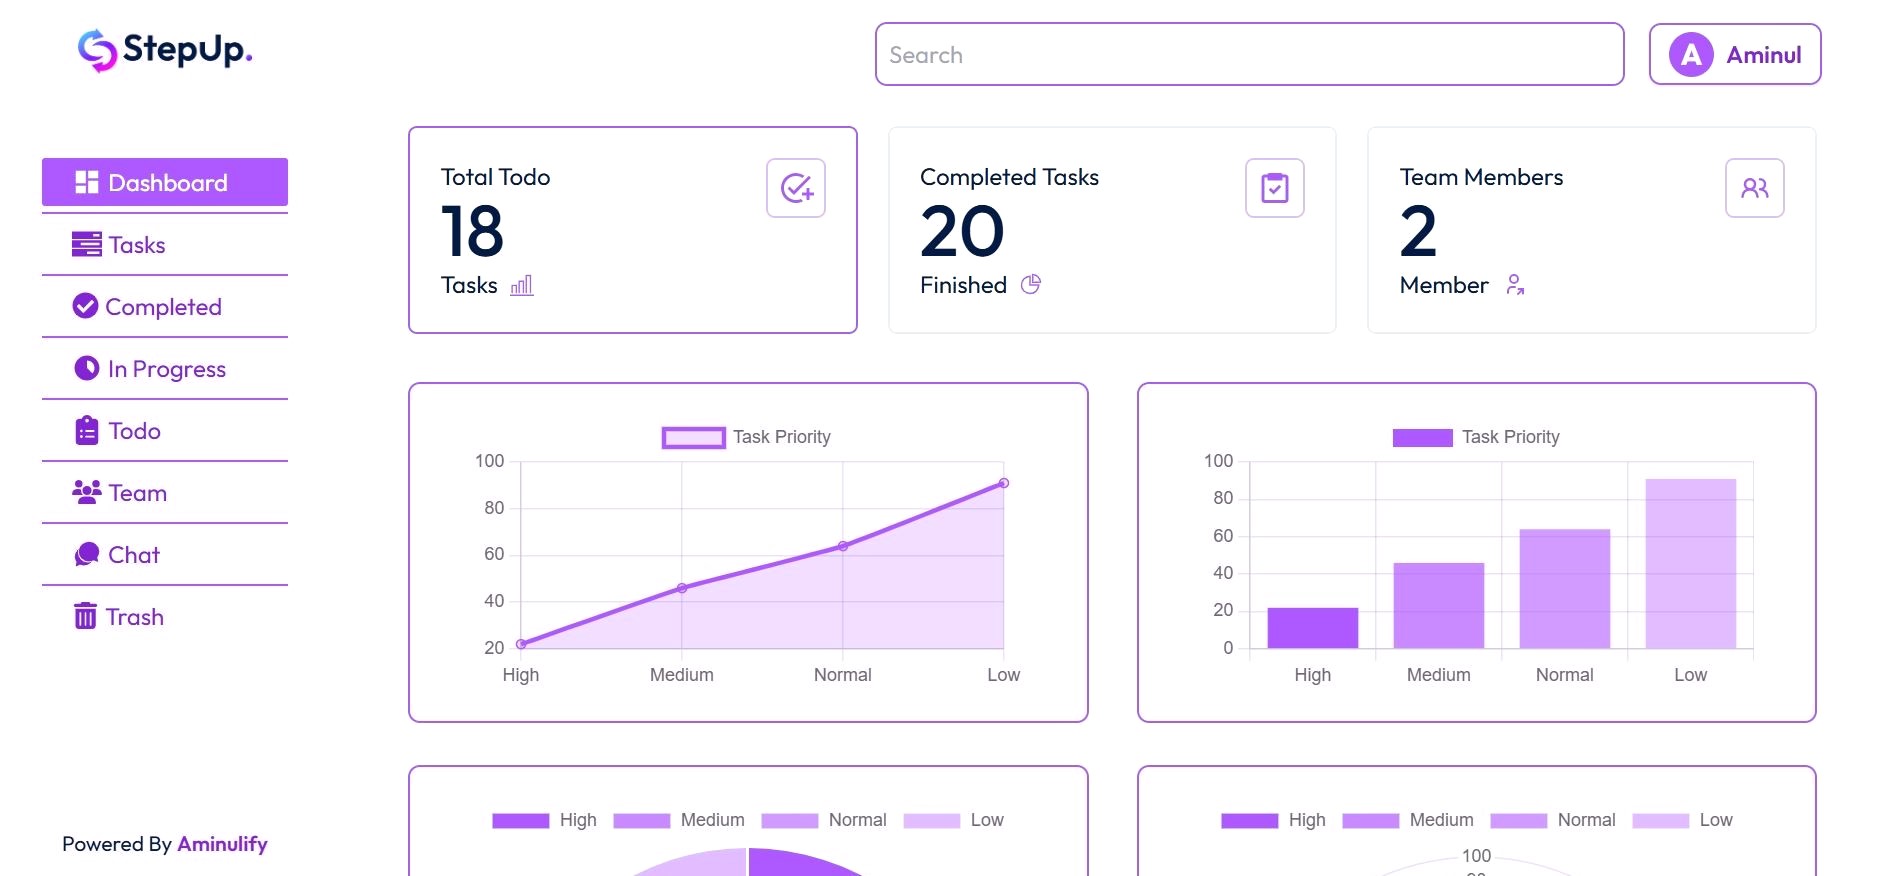 StepUp.
Search
A Aminul
Dashboard
Tasks
Completed
In Progress
Todo
Team
Chat
Trash
Powered By Aminulify
Total Todo
18
Tasks
Completed Tasks
20
Finished
Team Members
2
Member
Task Priority
100
80
60
40
20
High Medium Normal Low
Task Priority
100
80
60
40
20
0
High Medium Normal Low
High Medium Normal Low
High Medium Normal Low
100